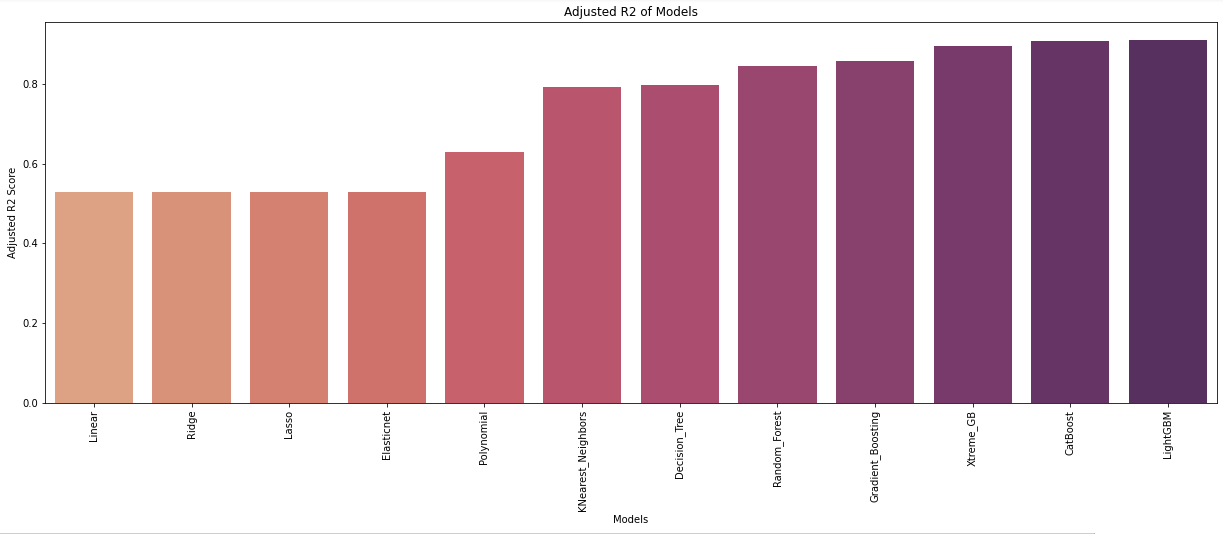 Adjusted R2 of Models
Adjusted R2 Score
0.8
0.6
0.4
0.2
0.0
Linear
Ridge
Lasso
Elasticnet
Polynomial
KNearest_Neighbors
Decision_Tree
Random_Forest
Gradient_Boosting
Xtreme_GB
CatBoost
LightGBM
Models